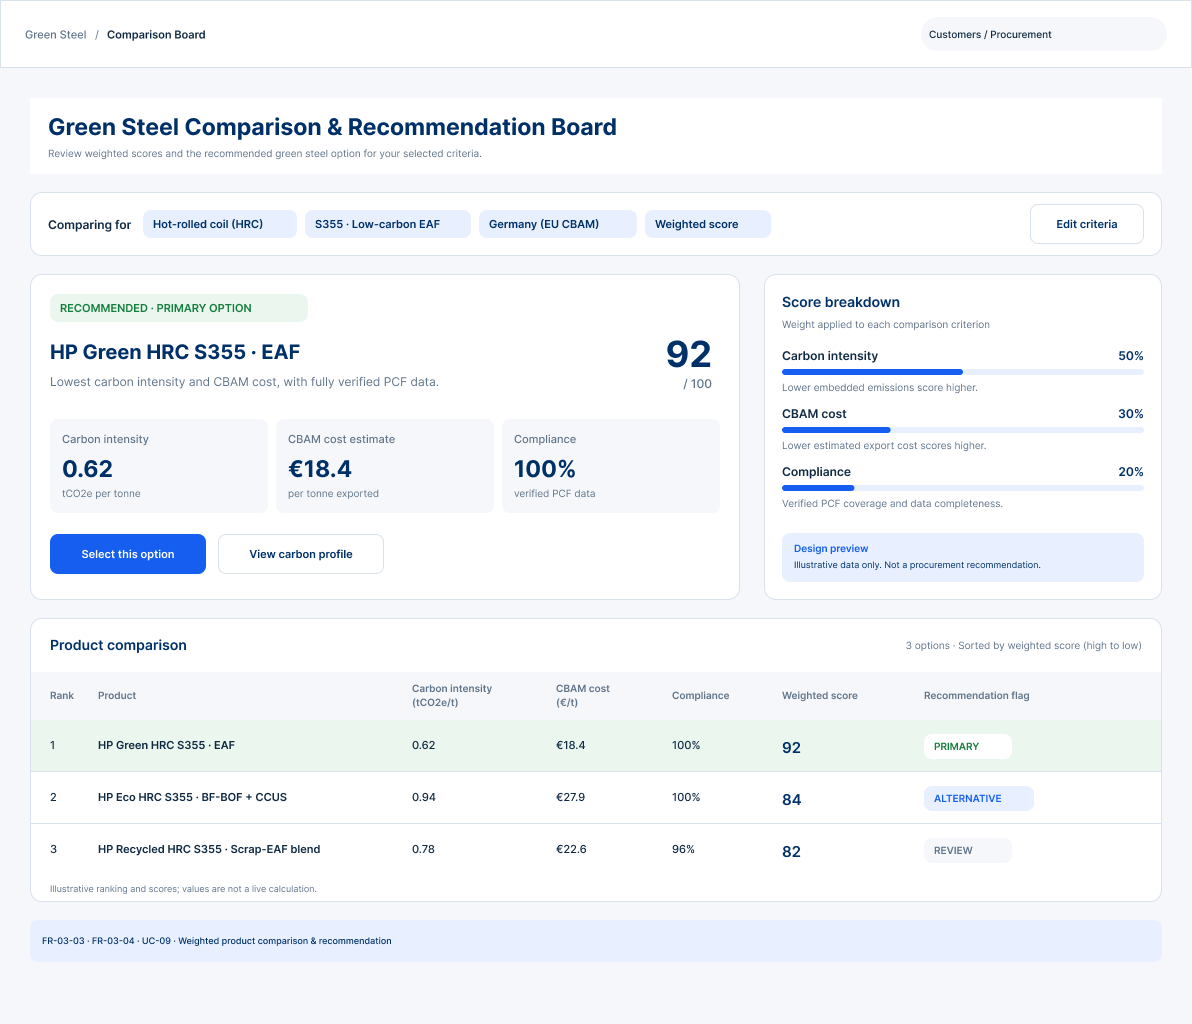 Green Steel / Comparison Board
Customers / Procurement
Green Steel Comparison & Recommendation Board
Review weighted scores and the recommended green steel option for your selected criteria.
Comparing for
Hot-rolled coil (HRC)
S355 · Low-carbon EAF
Germany (EU CBAM)
Weighted score
Edit criteria
RECOMMENDED · PRIMARY OPTION
HP Green HRC S355 · EAF
Lowest carbon intensity and CBAM cost, with fully verified PCF data.
92
/ 100
Carbon intensity
0.62
tCO2e per tonne
CBAM cost estimate
€18.4
per tonne exported
Compliance
100%
verified PCF data
Select this option
View carbon profile
Score breakdown
Weight applied to each comparison criterion
Carbon intensity 50%
Lower embedded emissions score higher.
CBAM cost 30%
Lower estimated export cost scores higher.
Compliance 20%
Verified PCF coverage and data completeness.
Design preview
Illustrative data only. Not a procurement recommendation.
Product comparison
3 options · Sorted by weighted score (high to low)
Rank Product Carbon intensity (tCO2e/t) CBAM cost (€/t) Compliance Weighted score Recommendation flag
1 HP Green HRC S355 · EAF 0.62 €18.4 100% 92 PRIMARY
2 HP Eco HRC S355 · BF-BOF + CCUS 0.94 €27.9 100% 84 ALTERNATIVE
3 HP Recycled HRC S355 · Scrap-EAF blend 0.78 €22.6 96% 82 REVIEW
Illustrative ranking and scores; values are not a live calculation.
FR-03-03 · FR-03-04 · UC-09 · Weighted product comparison & recommendation